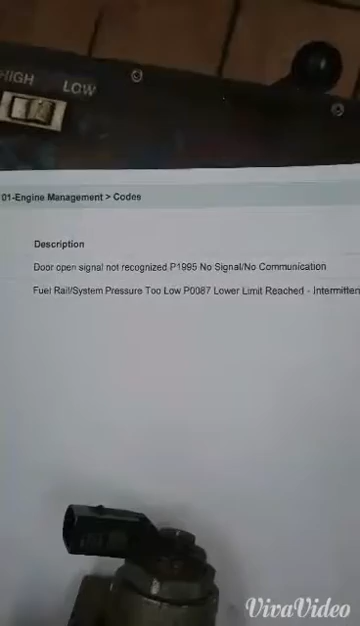 HIGH LOW
01-Engine Management > Codes
Description
Door open signal not recognized P1995 No Signal/No Communication
Fuel Rail/System Pressure Too Low P0087 Lower Limit Reached - Intermitten
VivaVideo